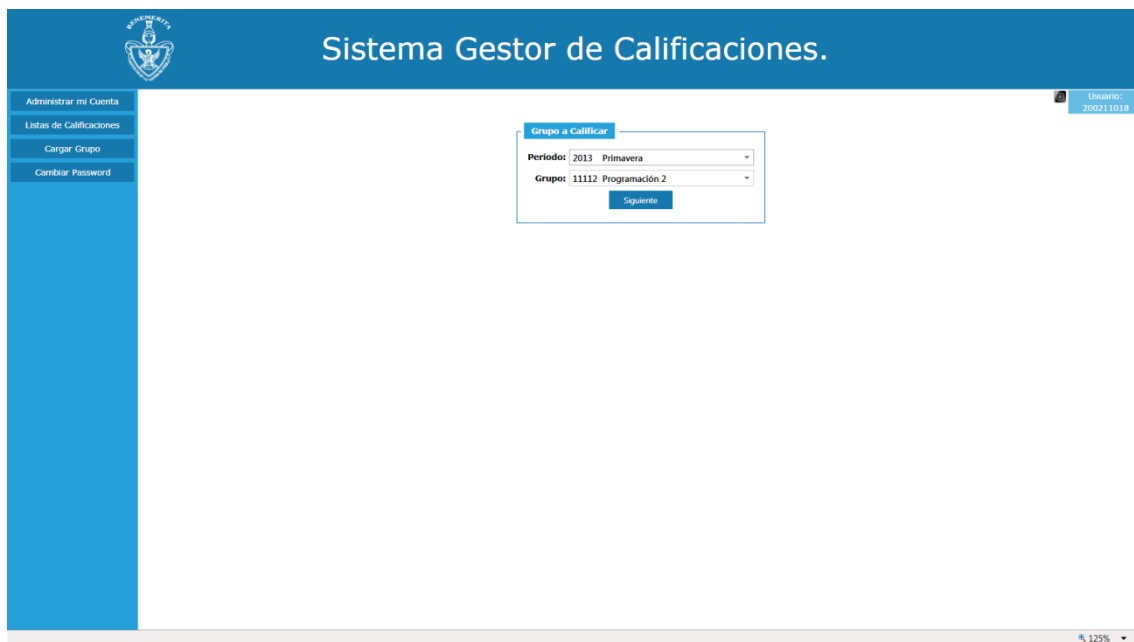 BENEMERITA
Sistema Gestor de Calificaciones.
Administrar mi Cuenta
Listas de Calificaciones
Cargar Grupo
Cambiar Password
Usuario:
200211018
Grupo a Calificar
Período: 2013 Primavera
Grupo: 11112 Programación 2
Siguiente
125%